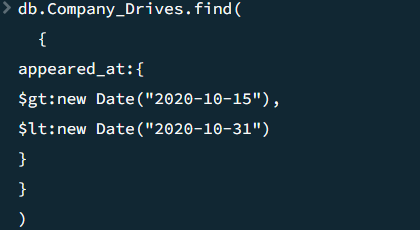 > db.Company_Drives.find(
{
appeared_at:{
$gt:new Date("2020-10-15"),
$lt:new Date("2020-10-31")
}
}
)